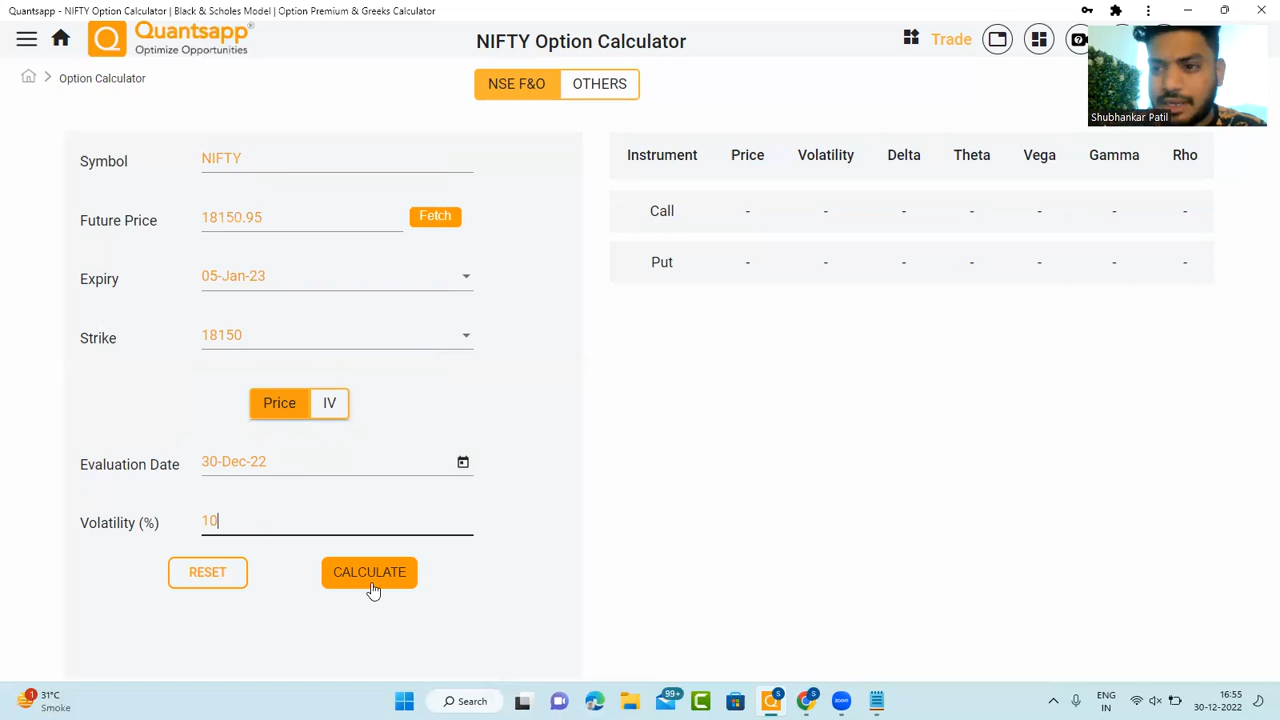 Quantsapp - NIFTY Option Calculator | Black & Scholes Model | Option Premium & Greeks Calculator
Quantsapp®
Optimize Opportunities
NIFTY Option Calculator
Trade
Option Calculator
NSE F&O OTHERS
Shubhankar Patil
Symbol NIFTY
Future Price 18150.95 Fetch
Expiry 05-Jan-23
Strike 18150
Price IV
Evaluation Date 30-Dec-22
Volatility (%) 10
RESET CALCULATE
Instrument Price Volatility Delta Theta Vega Gamma Rho
Call - - - - - - -
Put - - - - - - -
1 31°C
Smoke
Search
99+
S
S
zoom
ENG
IN
16:55
30-12-2022